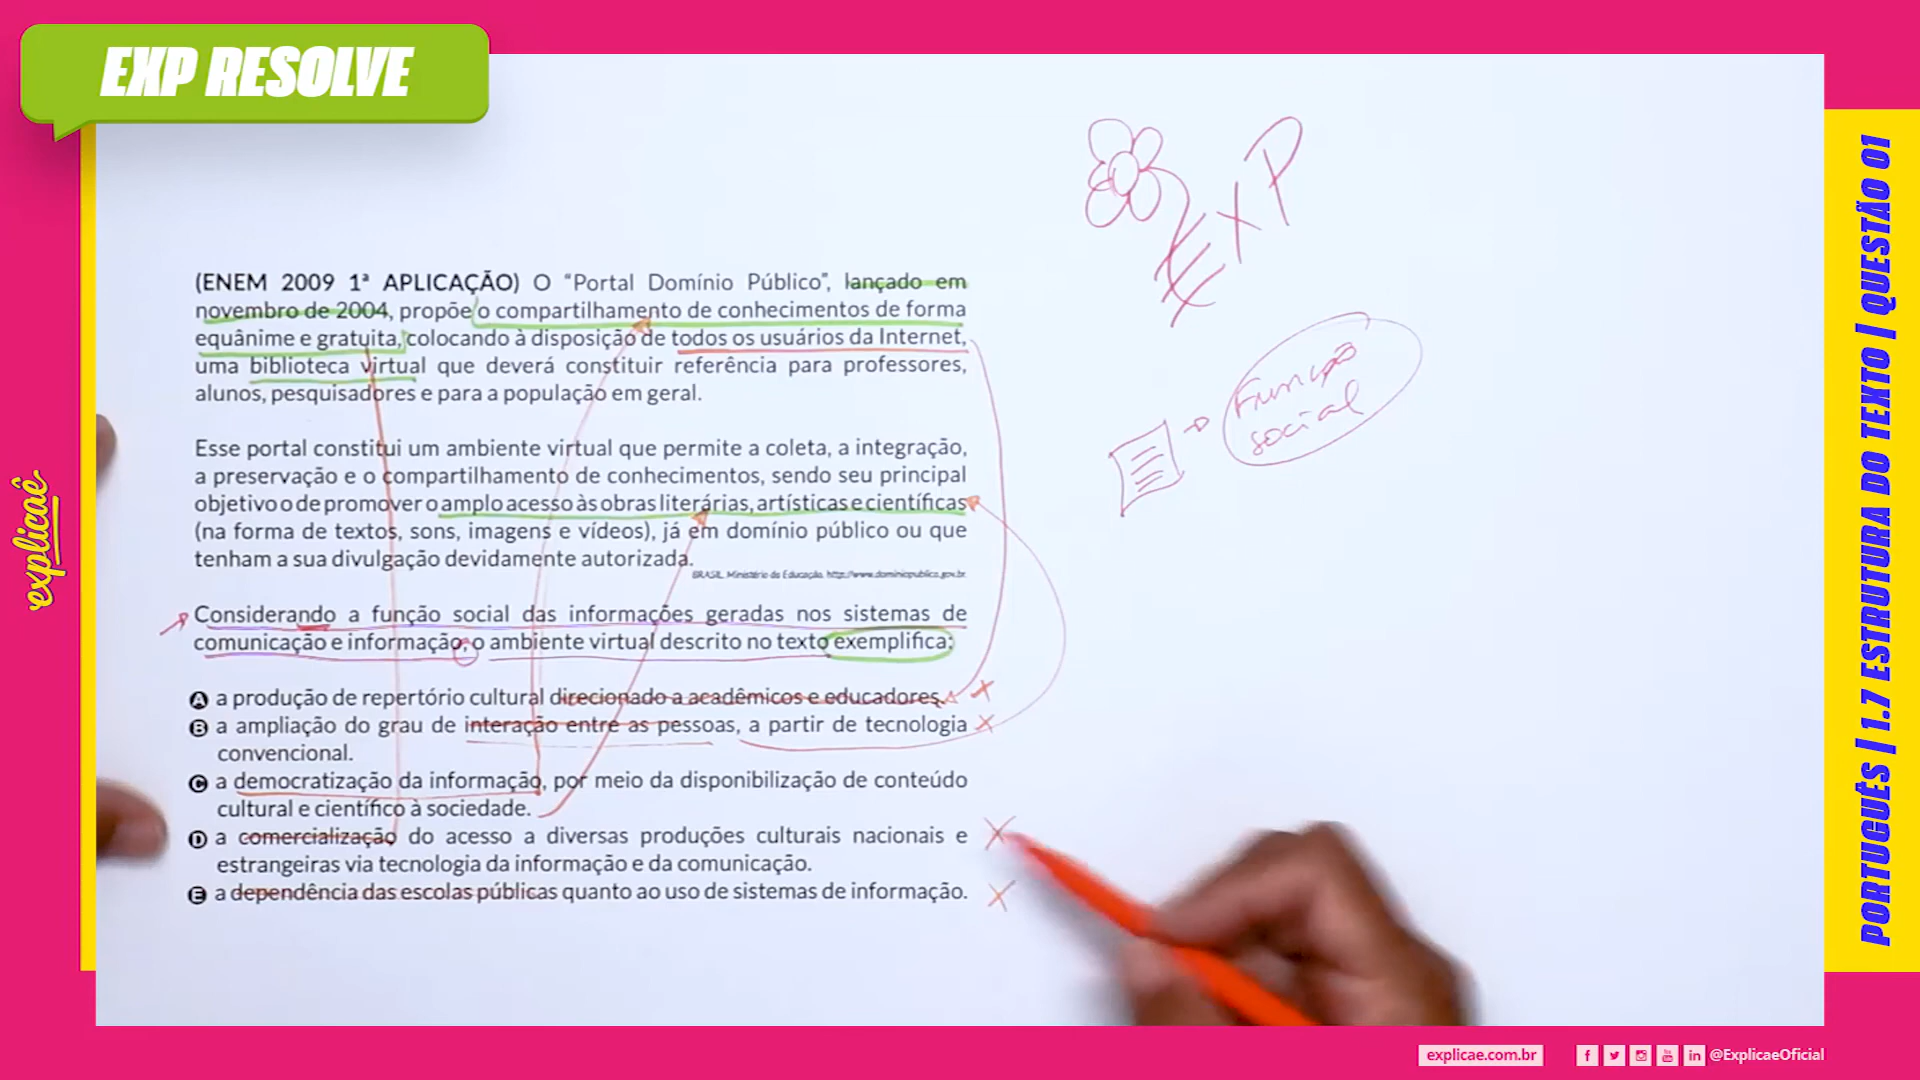 EXP RESOLVE
EXP
(ENEM 2009 1ª APLICAÇÃO) O “Portal Domínio Público”, lançado em
novembro de 2004, propõe o compartilhamento de conhecimentos de forma
equânime e gratuita, colocando à disposição de todos os usuários da Internet,
uma biblioteca virtual que deverá constituir referência para professores,
alunos, pesquisadores e para a população em geral.
Função
social
Esse portal constitui um ambiente virtual que permite a coleta, a integração,
a preservação e o compartilhamento de conhecimentos, sendo seu principal
objetivo o de promover o amplo acesso às obras literárias, artísticas e científicas
(na forma de textos, sons, imagens e vídeos), já em domínio público ou que
tenham a sua divulgação devidamente autorizada.
BRASIL. Ministério da Educação. http://www.dominiopublico.gov.br.
Considerando a função social das informações geradas nos sistemas de
comunicação e informação, o ambiente virtual descrito no texto exemplifica:
A a produção de repertório cultural direcionado a acadêmicos e educadores.
B a ampliação do grau de interação entre as pessoas, a partir de tecnologia
convencional.
C a democratização da informação, por meio da disponibilização de conteúdo
cultural e científico à sociedade.
D a comercialização do acesso a diversas produções culturais nacionais e
estrangeiras via tecnologia da informação e da comunicação.
E a dependência das escolas públicas quanto ao uso de sistemas de informação.
explicaê
PORTUGUÊS | 1.7 ESTRUTURA DO TEXTO | QUESTÃO 01
explicae.com.br
@ExplicaeOficial